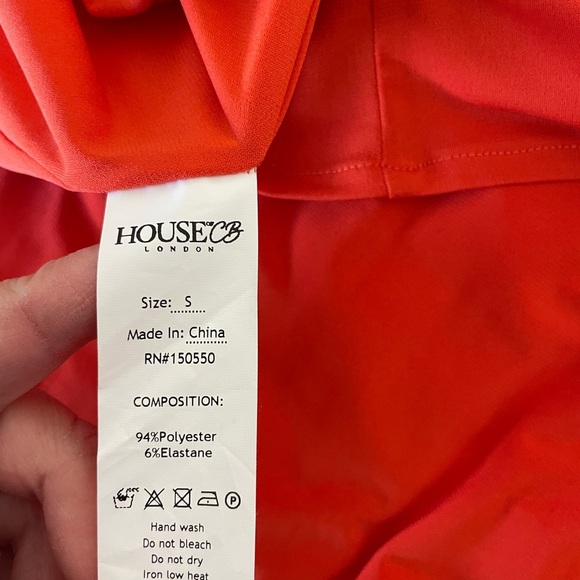 HOUSE OF CB
LONDON
Size: S
Made In: China
RN#150550
COMPOSITION:
94%Polyester
6%Elastane
Hand wash
Do not bleach
Do not dry
Iron low heat